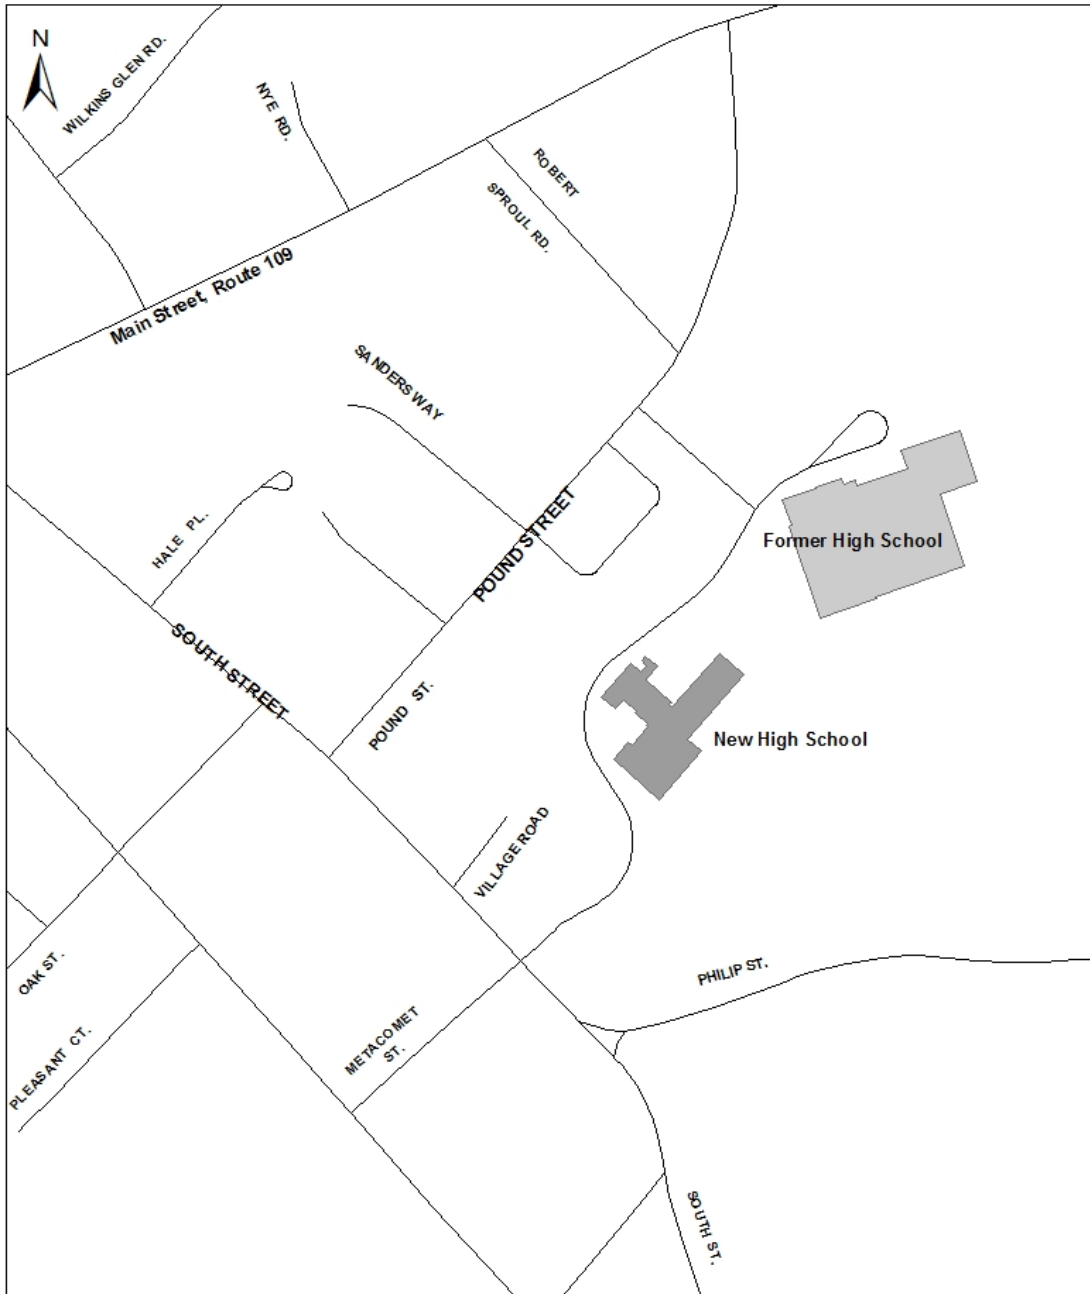 N
WILKINS GLEN RD.
NYE RD.
ROBERT
SPROUL RD.
Main Street, Route 109
SANDERS WAY
HALE PL.
POUND STREET
Former High School
SOUTH STREET
POUND ST.
New High School
VILLAGE ROAD
OAK ST.
PHILIP ST.
METACOMET
ST.
PLEASANT CT.
SOUTH ST.